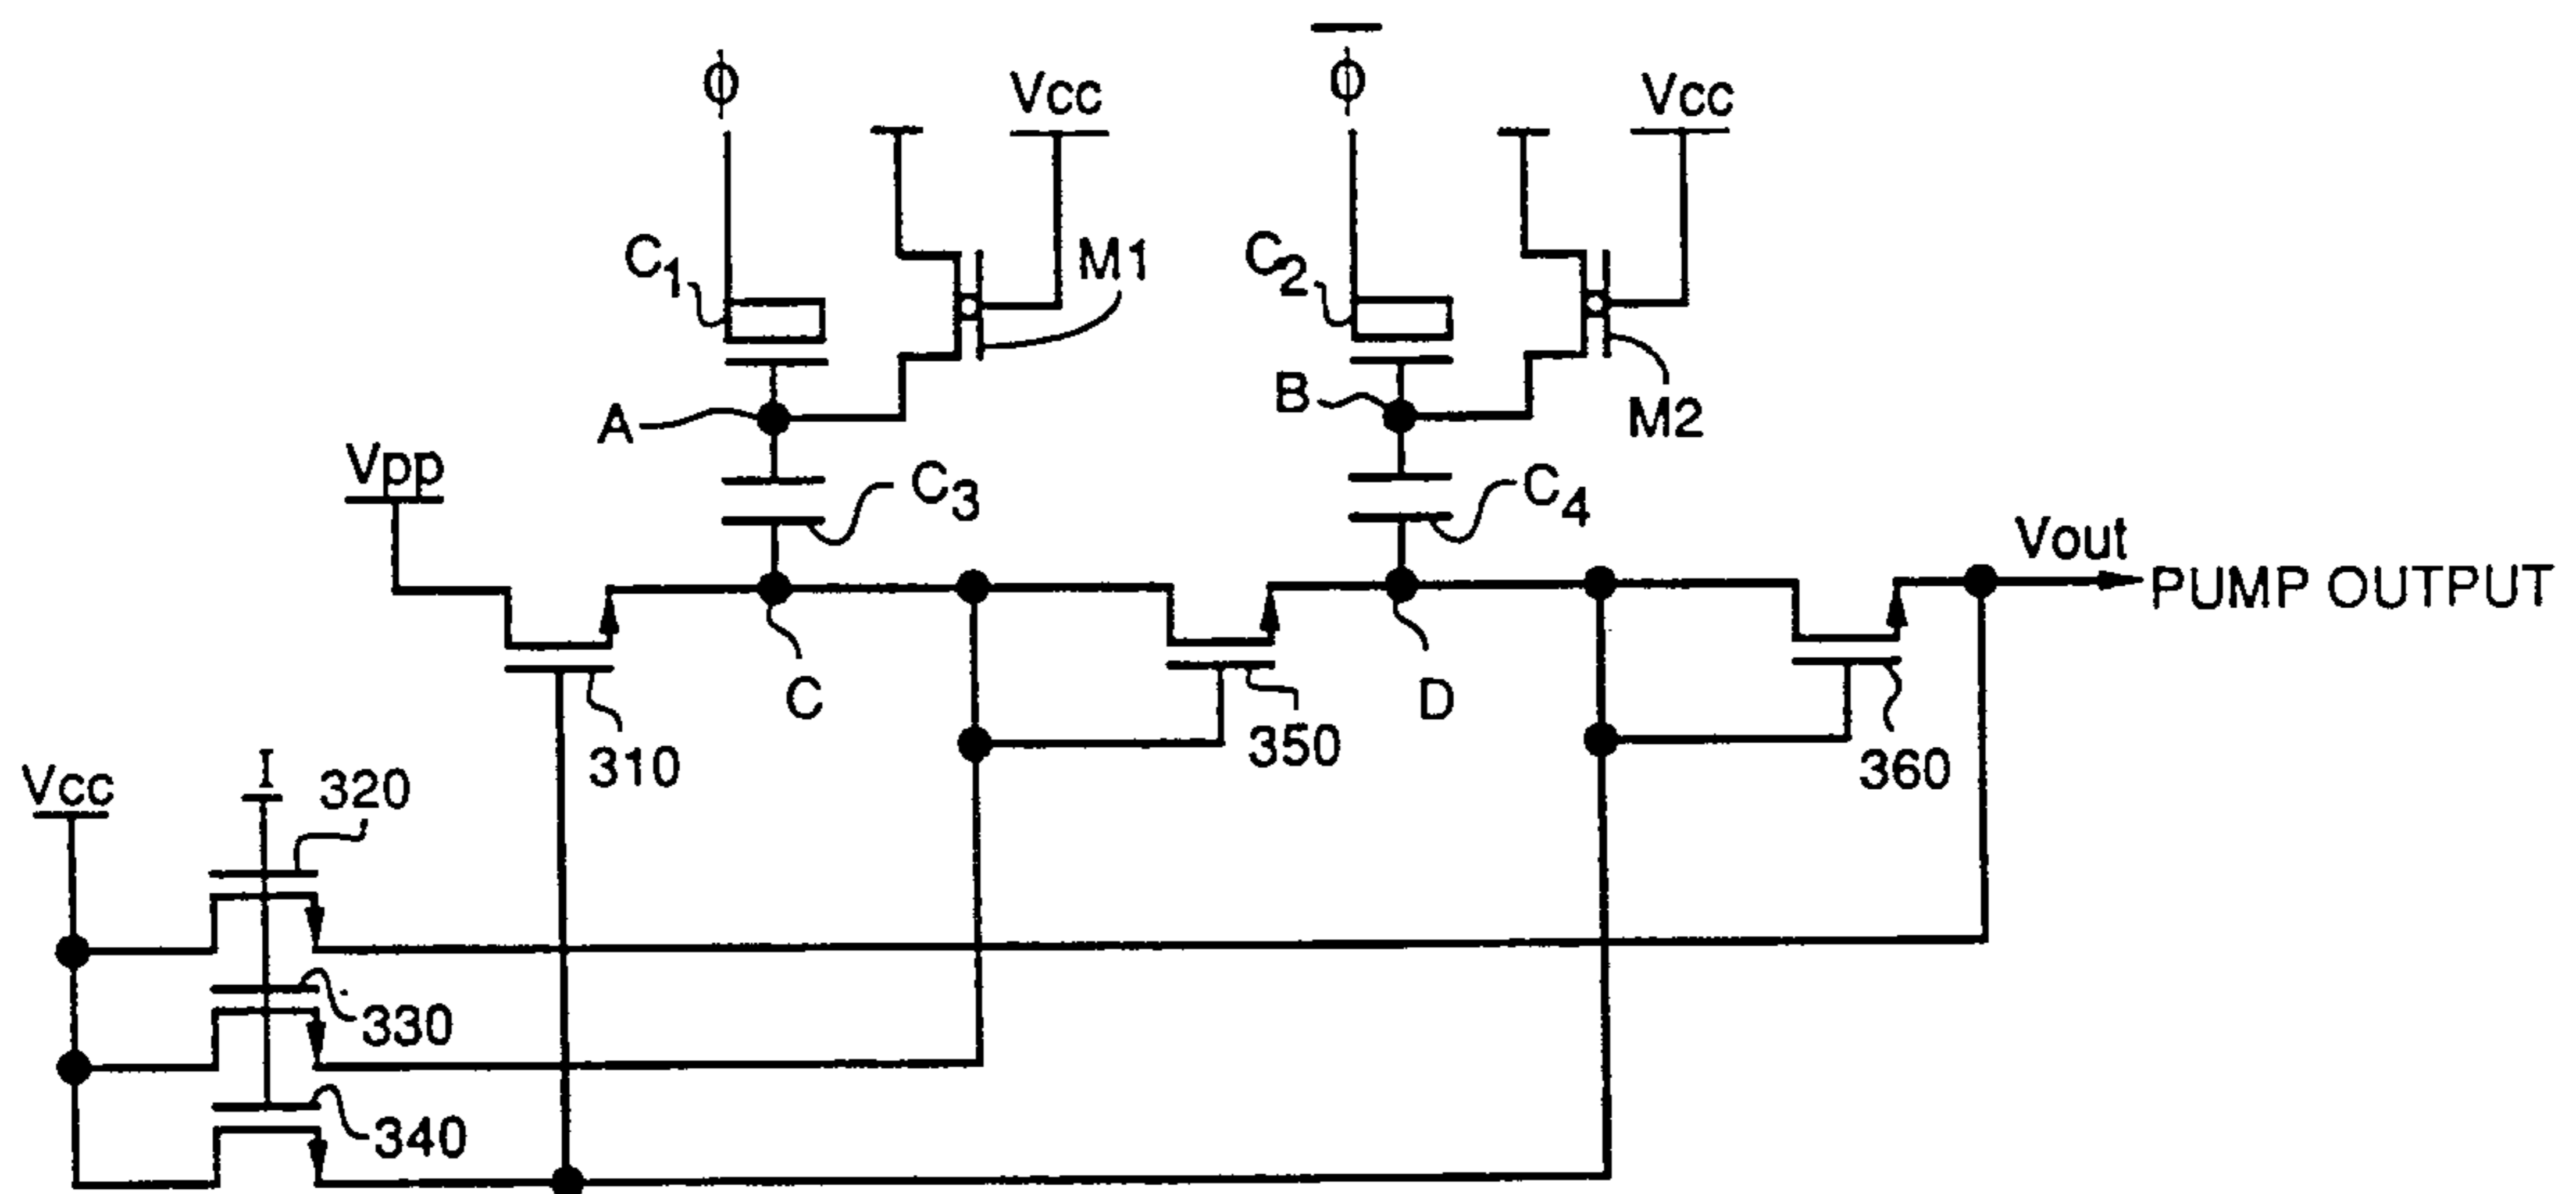 ϕ
Vcc
ϕ̅
Vcc
C1
M1
C2
M2
A
B
Vpp
C3
C4
Vout
PUMP OUTPUT
C
D
310
350
360
Vcc
I
320
330
340